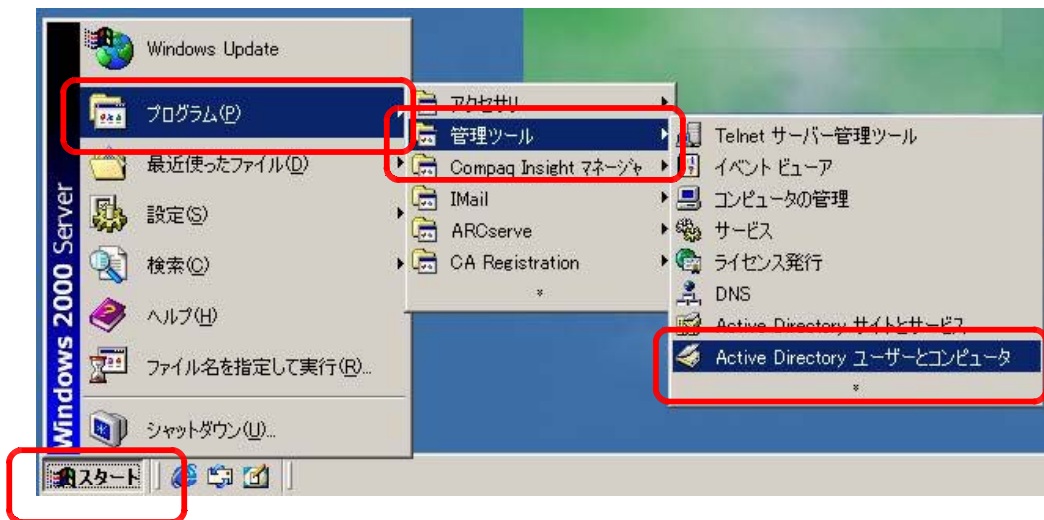 Windows 2000 Server
Windows Update
プログラム(P)
最近使ったファイル(D)
設定(S)
検索(C)
ヘルプ(H)
ファイル名を指定して実行(R)...
シャットダウン(U)...
アクセサリ
管理ツール
Compaq Insight マネージャ
IMail
ARCserve
CA Registration
Telnet サーバー管理ツール
イベント ビューア
コンピュータの管理
サービス
ライセンス発行
DNS
Active Directory サイトとサービス
Active Directory ユーザーとコンピュータ
スタート